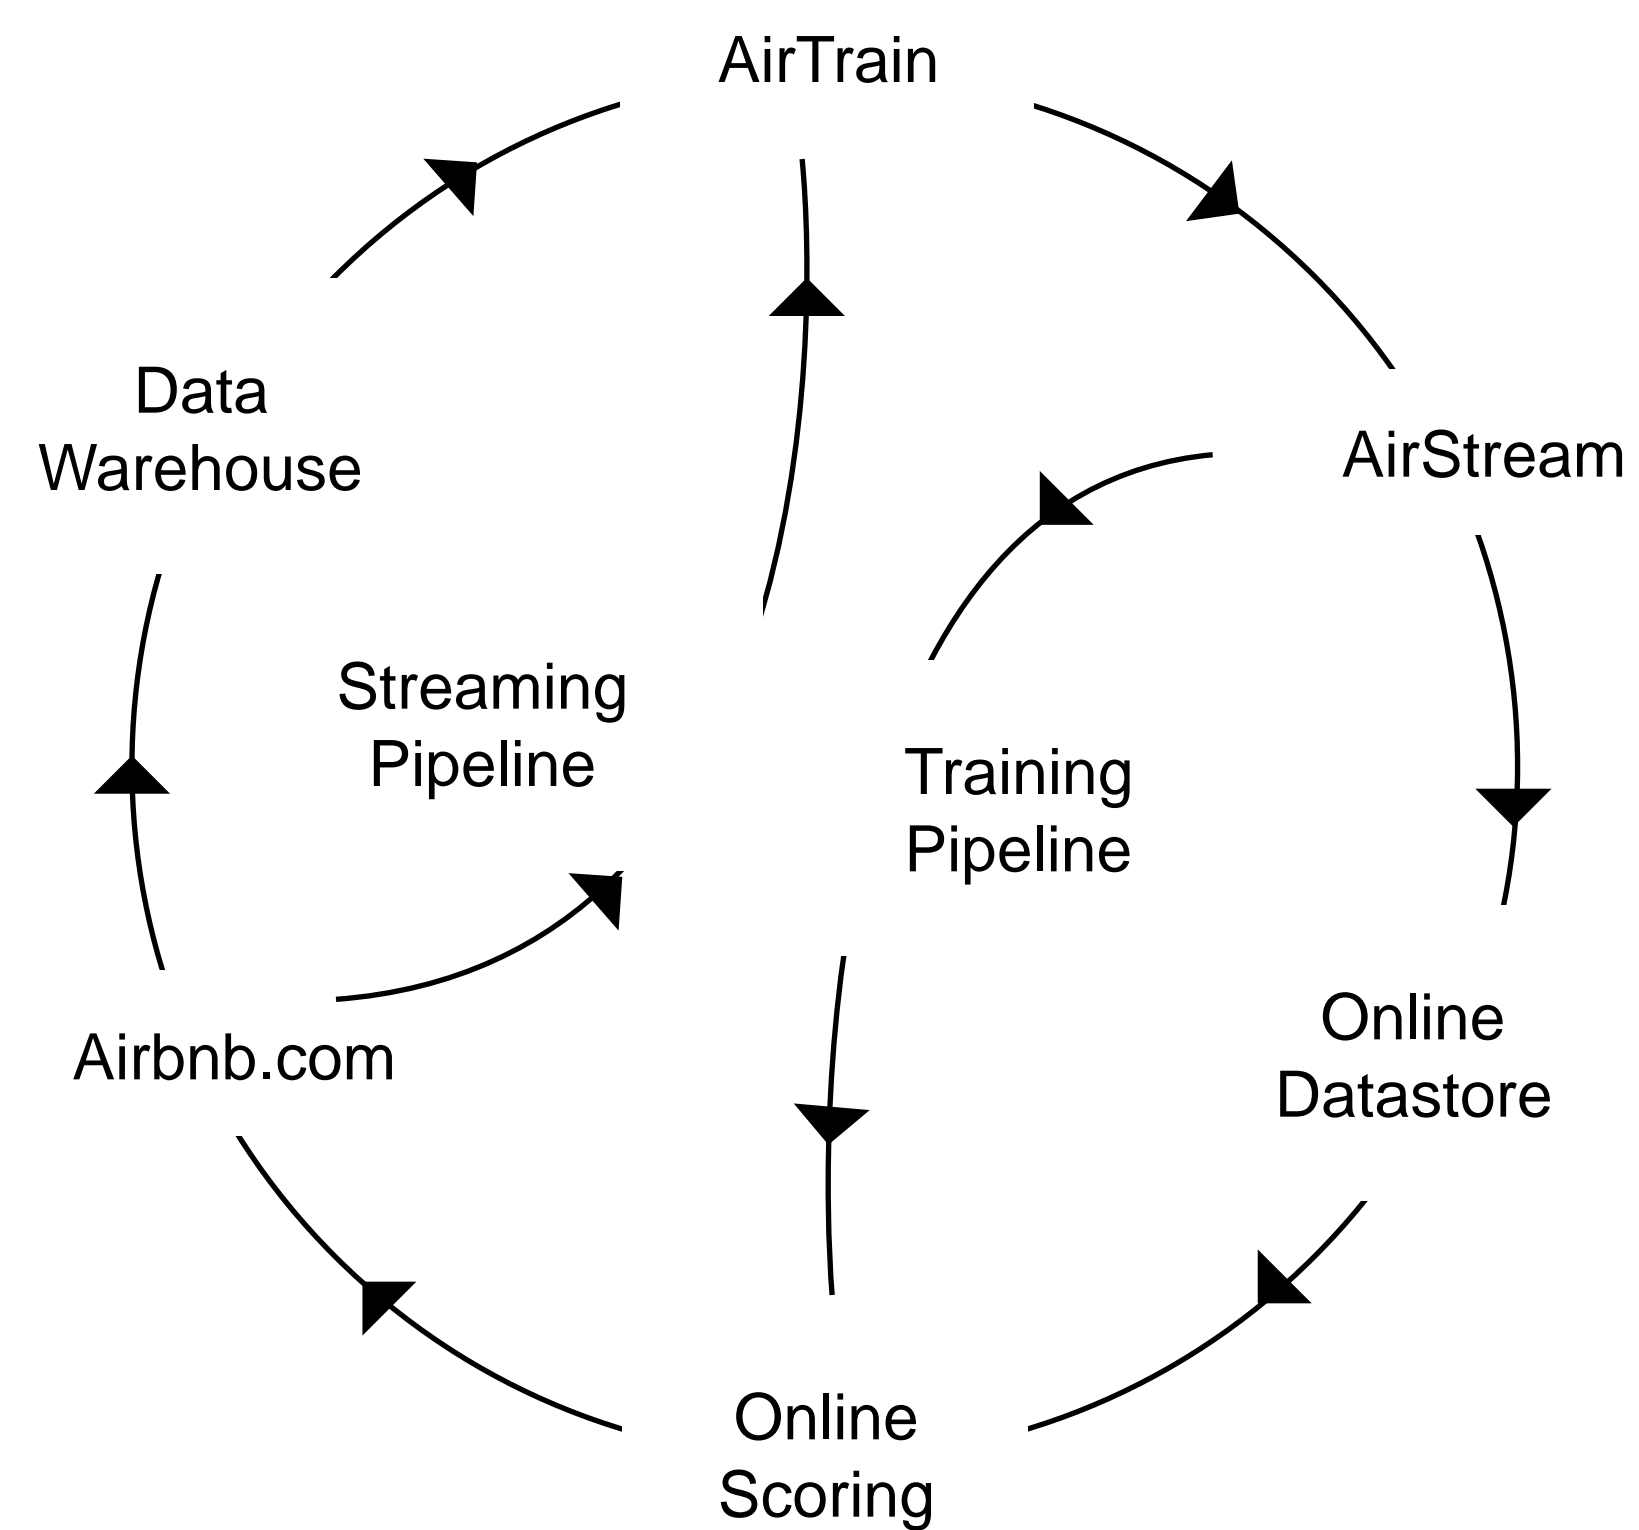 AirTrain
Data
Warehouse
AirStream
Streaming
Pipeline
Training
Pipeline
Airbnb.com
Online
Datastore
Online
Scoring